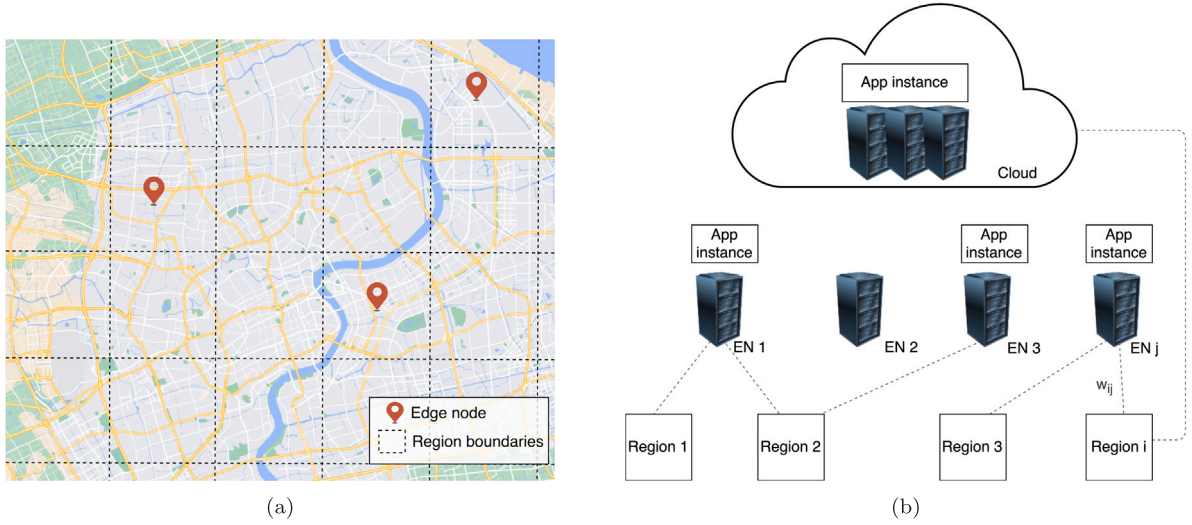 Edge node
Region boundaries
(a)
App instance
Cloud
App
instance
App
instance
App
instance
EN 1
EN 2
EN 3
EN j
w_ij
Region 1
Region 2
Region 3
Region i
(b)